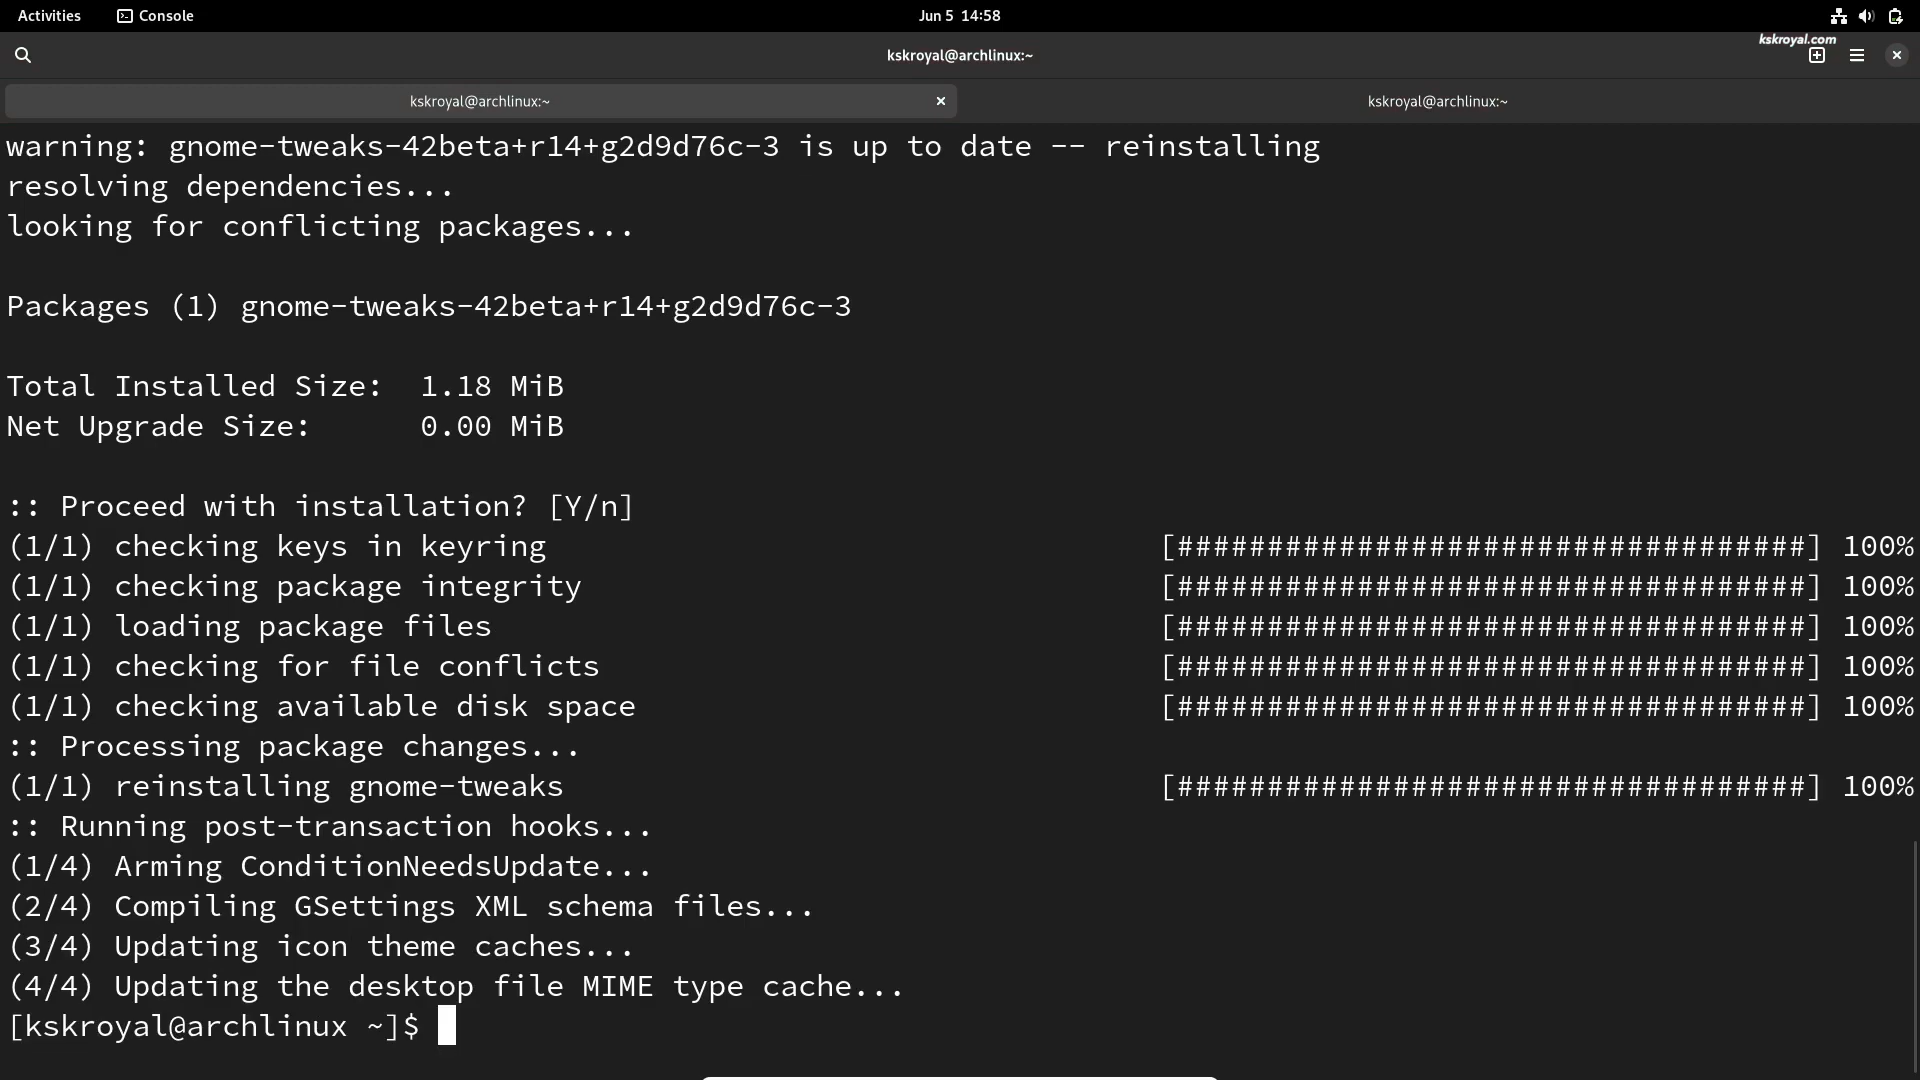 Activities Console Jun 5 14:58
kskroyal.com
kskroyal@archlinux:~
kskroyal@archlinux:~ kskroyal@archlinux:~
warning: gnome-tweaks-42beta+r14+g2d9d76c-3 is up to date -- reinstalling
resolving dependencies...
looking for conflicting packages...
Packages (1) gnome-tweaks-42beta+r14+g2d9d76c-3
Total Installed Size:  1.18 MiB
Net Upgrade Size:      0.00 MiB
:: Proceed with installation? [Y/n]
(1/1) checking keys in keyring [###################################] 100%
(1/1) checking package integrity [###################################] 100%
(1/1) loading package files [###################################] 100%
(1/1) checking for file conflicts [###################################] 100%
(1/1) checking available disk space [###################################] 100%
:: Processing package changes...
(1/1) reinstalling gnome-tweaks [###################################] 100%
:: Running post-transaction hooks...
(1/4) Arming ConditionNeedsUpdate...
(2/4) Compiling GSettings XML schema files...
(3/4) Updating icon theme caches...
(4/4) Updating the desktop file MIME type cache...
[kskroyal@archlinux ~]$